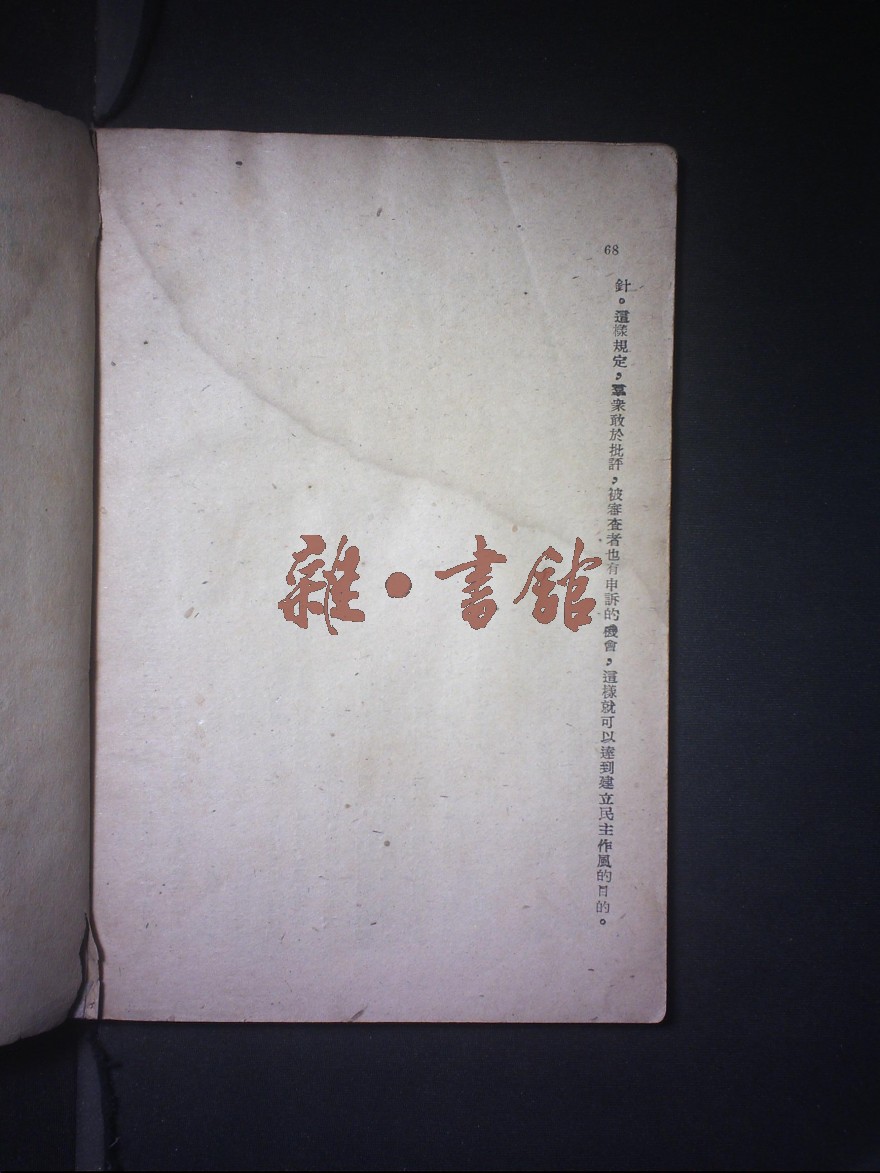 68
針。這樣規定，羣衆敢於批評，被審查者也有申訴的機會，這樣就可以達到建立民主作風的目的。
雜·書館